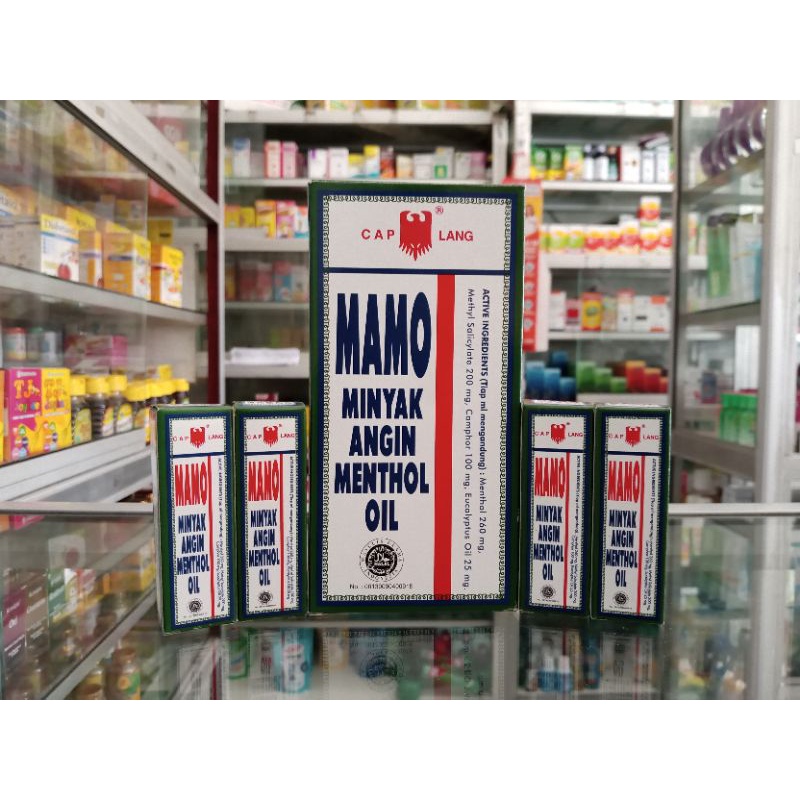 CAP LANG
®
MAMO
MINYAK
ANGIN
MENTHOL
OIL
ACTIVE INGREDIENTS (Tiap ml mengandung) : Menthol 260 mg,
Methyl Salicylate 200 mg, Camphor 100 mg, Eucalyptus Oil 25 mg.
CAP LANG
MAMO
MINYAK
ANGIN
MENTHOL
OIL
CAP LANG
MAMO
MINYAK
ANGIN
MENTHOL
OIL
CAP LANG
MAMO
MINYAK
ANGIN
MENTHOL
OIL
CAP LANG
MAMO
MINYAK
ANGIN
MENTHOL
OIL